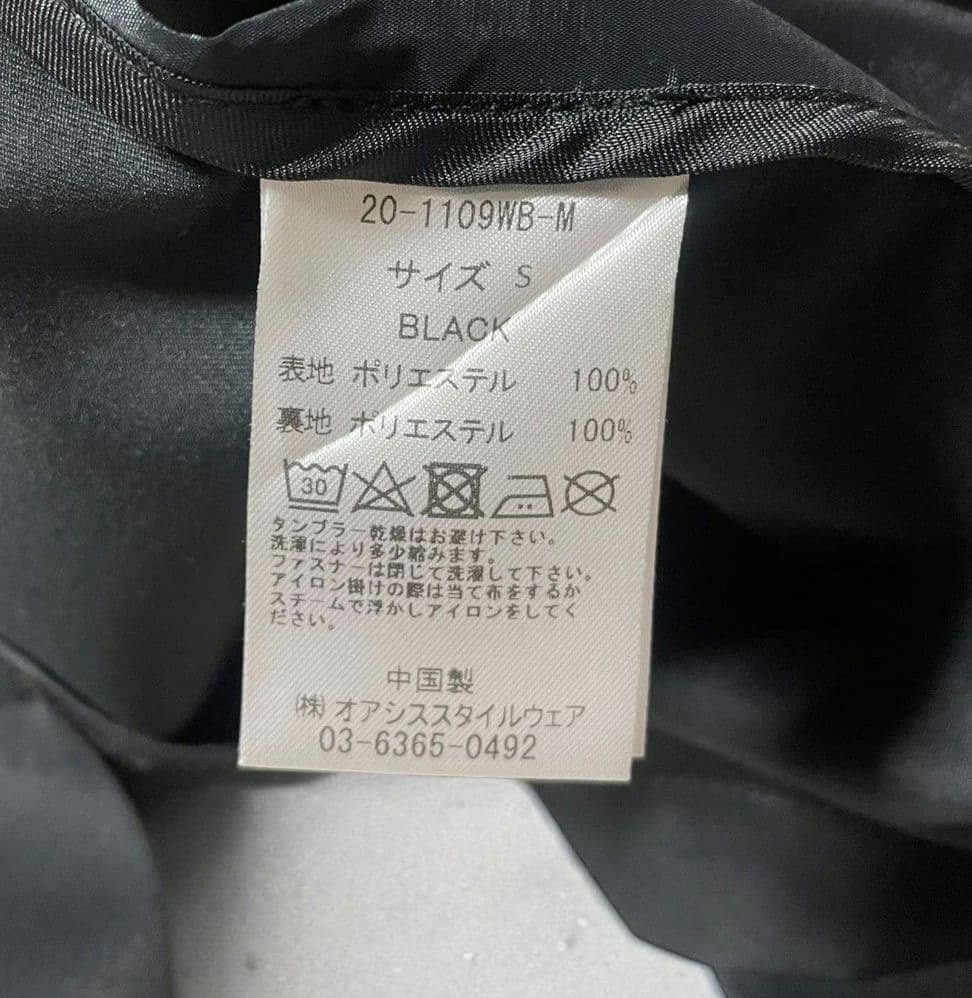 20-1109WB-M
サイズ S
BLACK
表地 ポリエステル 100%
裏地 ポリエステル 100%
30
タンブラー乾燥はお避け下さい。
洗濯により多少縮みます。
ファスナーは閉じて洗濯して下さい。
アイロン掛けの際は当て布をするか
スチームで浮かしアイロンをしてく
ださい。
中国製
㈱オアシススタイルウェア
03-6365-0492